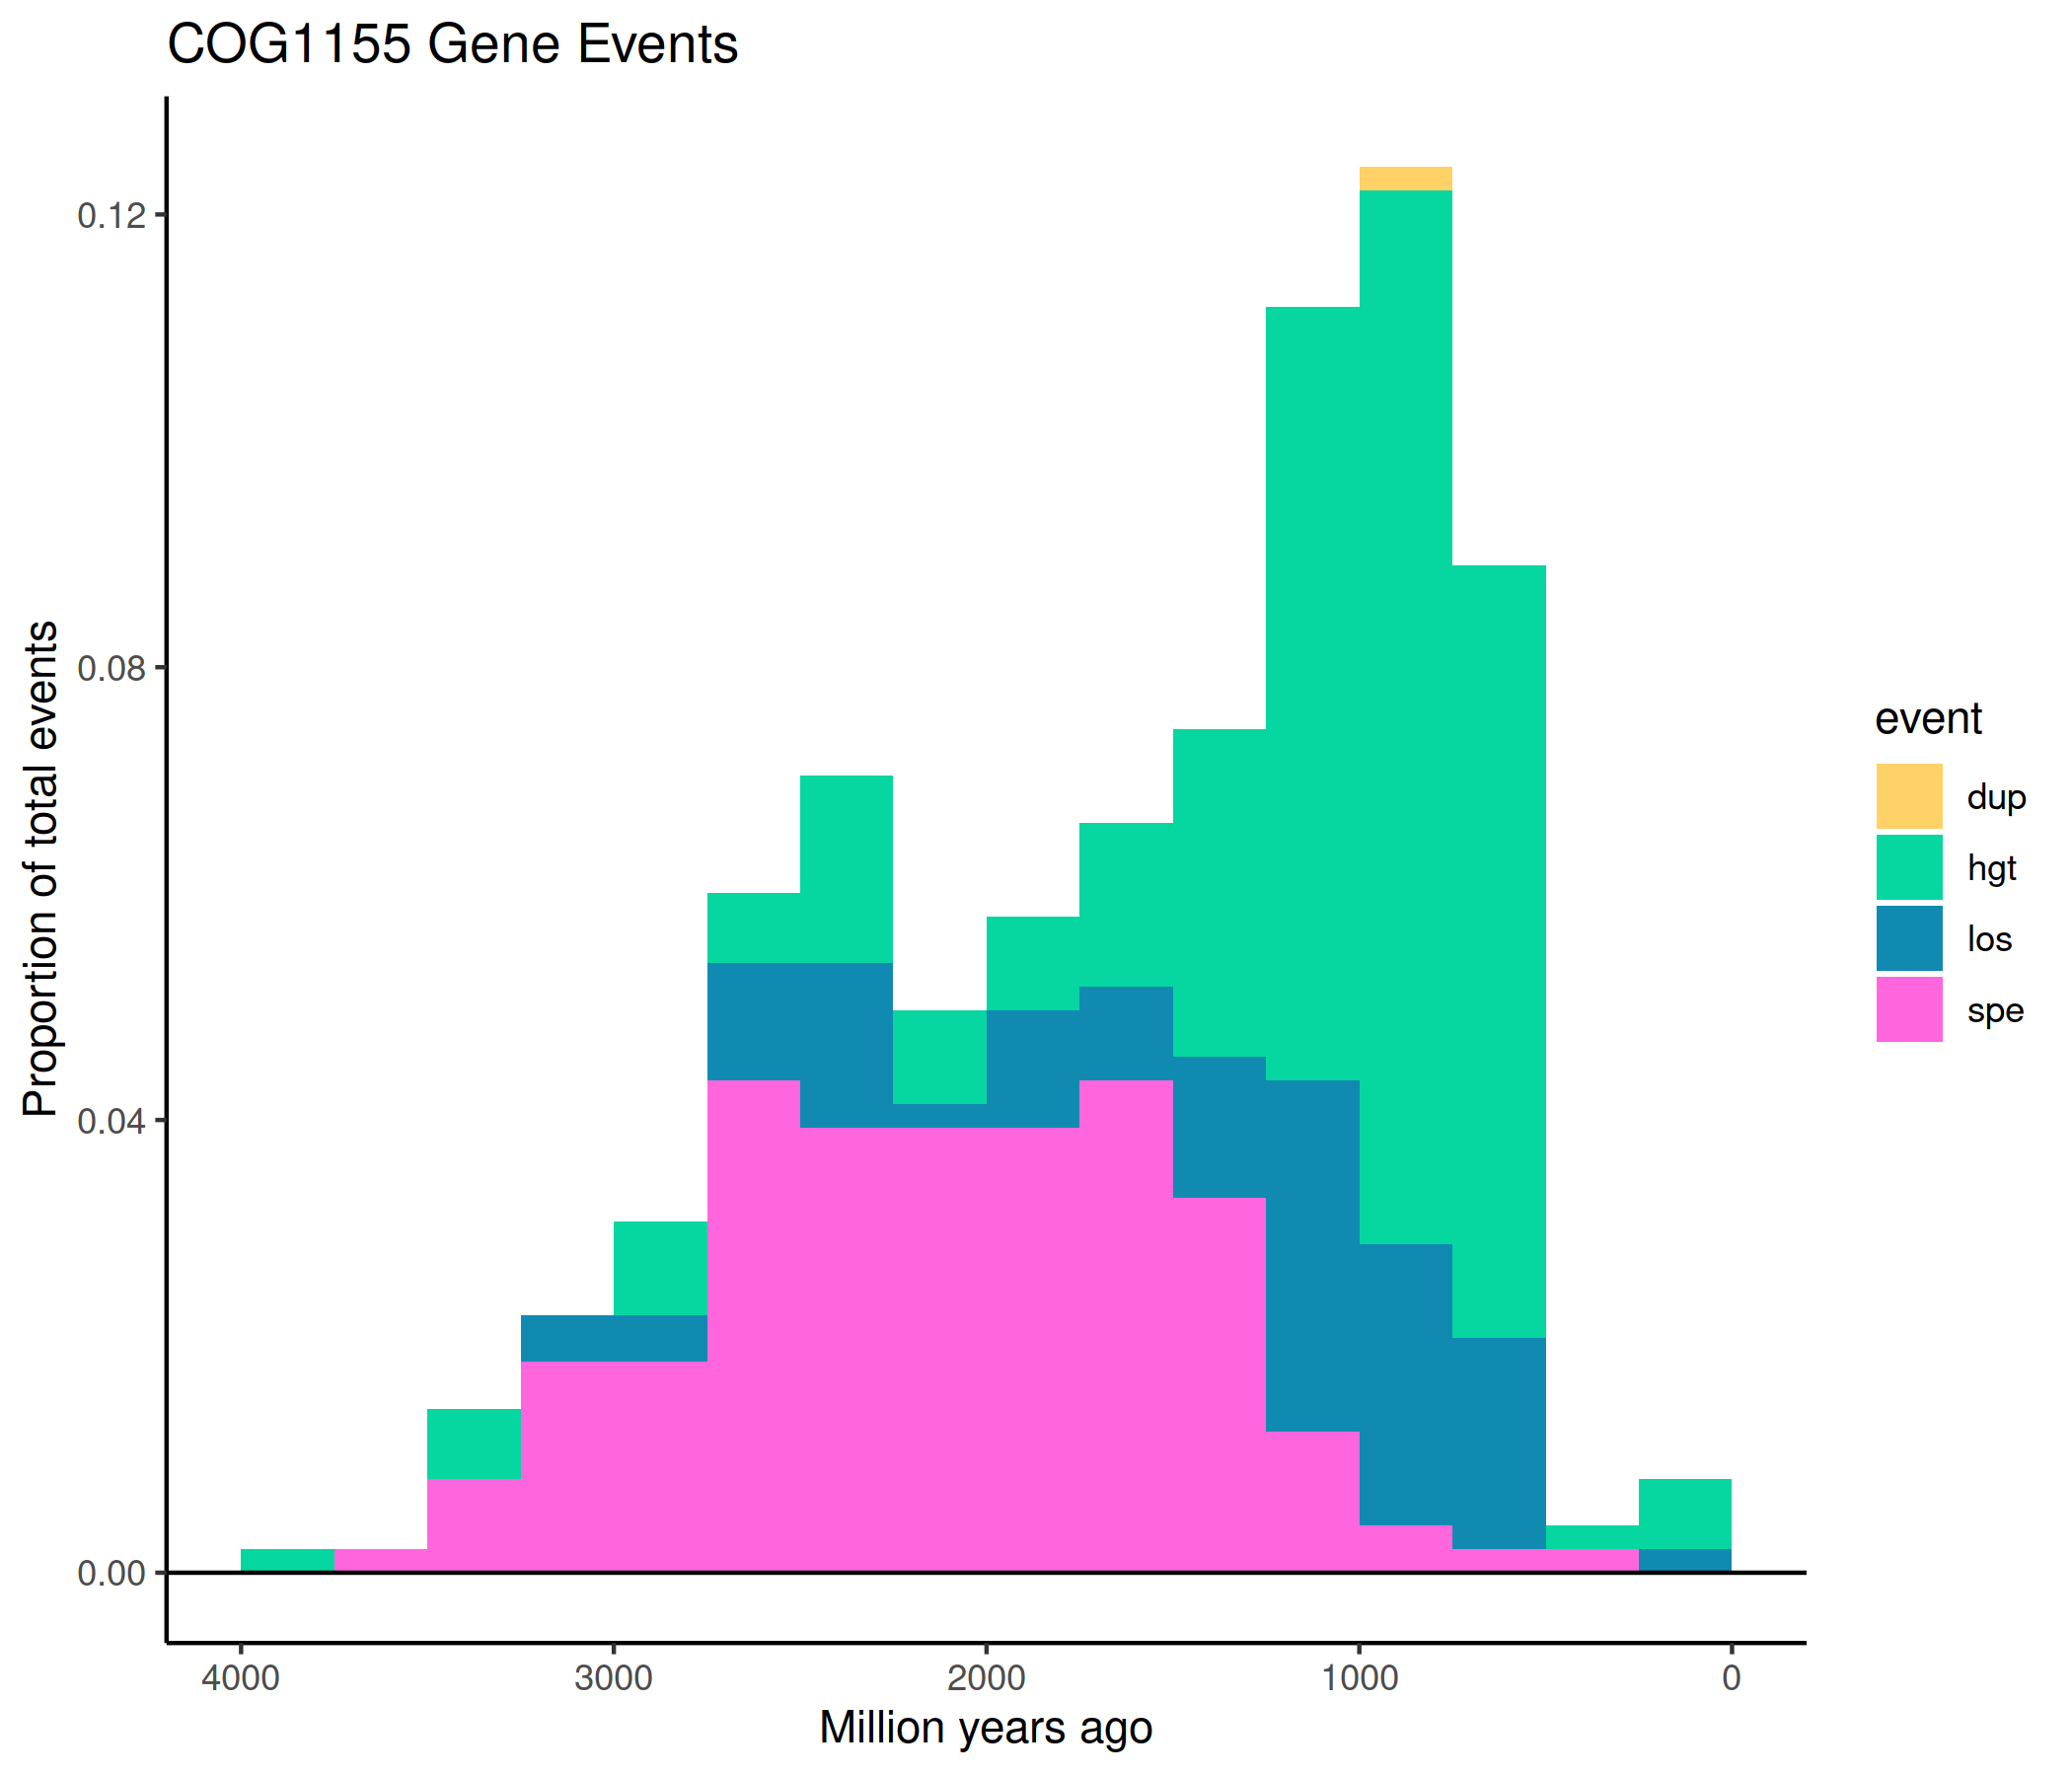 COG1155 Gene Events
Proportion of total events
0.12
0.08
0.04
0.00
4000 3000 2000 1000 0
Million years ago
event
dup
hgt
los
spe